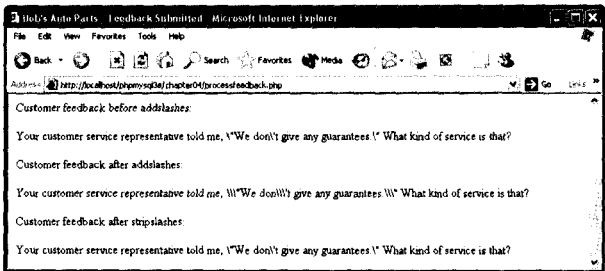 Bob's Auto Parts - Feedback Submitted - Microsoft Internet Explorer
File Edit View Favorites Tools Help
Back Search Favorites Media
Address http://localhost/phpmysql3e/chapter04/processfeedback.php Go Links »
Customer feedback before addslashes:
Your customer service representative told me, \"We don\'t give any guarantees.\" What kind of service is that?
Customer feedback after addslashes:
Your customer service representative told me, \\\"We don\\\'t give any guarantees.\\\" What kind of service is that?
Customer feedback after stripslashes:
Your customer service representative told me, \"We don\'t give any guarantees.\" What kind of service is that?